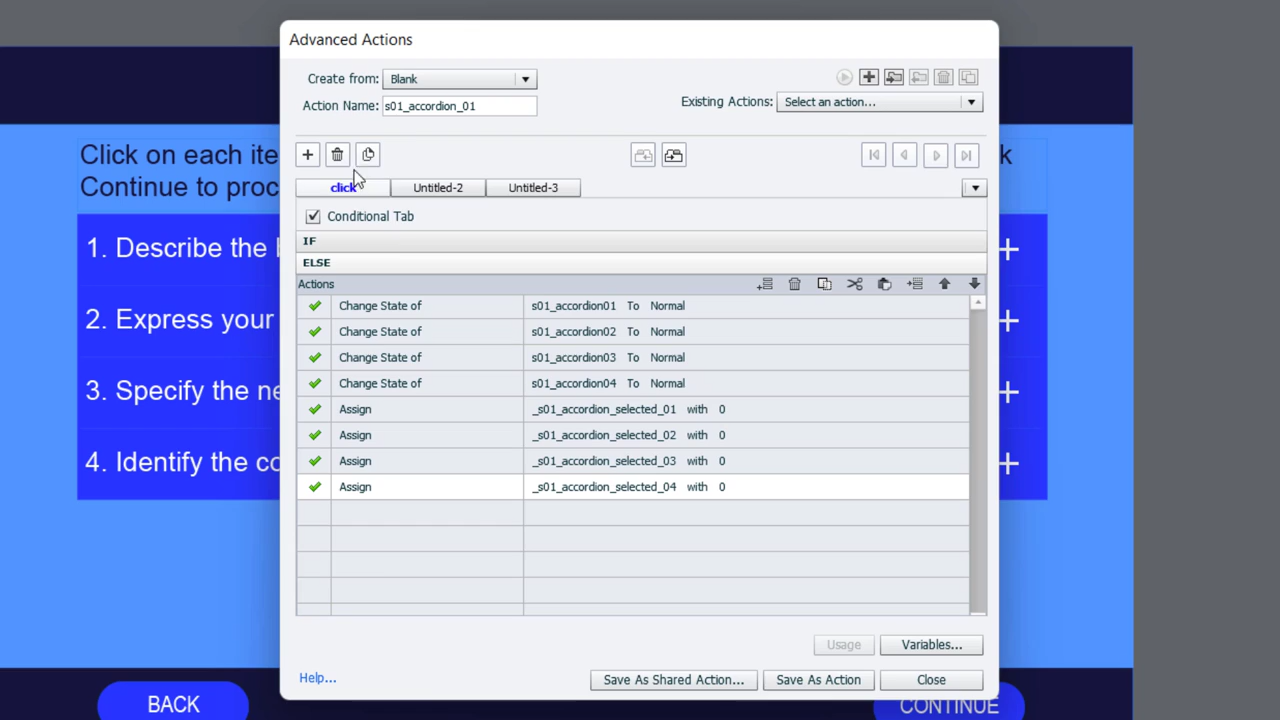 Advanced Actions
Create from: Blank
Action Name: s01_accordion_01
Existing Actions: Select an action...
click Untitled-2 Untitled-3
Conditional Tab
IF
ELSE
Actions
Change State of s01_accordion01 To Normal
Change State of s01_accordion02 To Normal
Change State of s01_accordion03 To Normal
Change State of s01_accordion04 To Normal
Assign _s01_accordion_selected_01 with 0
Assign _s01_accordion_selected_02 with 0
Assign _s01_accordion_selected_03 with 0
Assign _s01_accordion_selected_04 with 0
Usage Variables...
Help... Save As Shared Action... Save As Action Close
Click on each
Continue to
1. Describe the
2. Express your
3. Specify the
4. Identify the
BACK CONTINUE